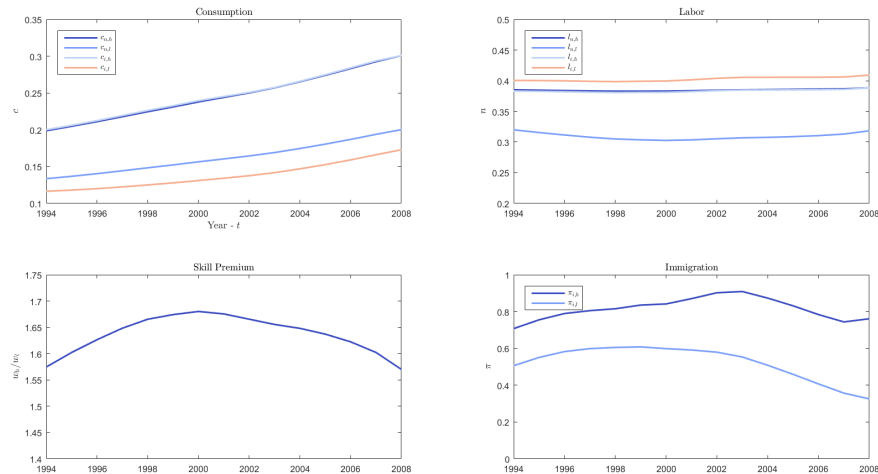 Consumption
0.35
0.3
0.25
0.2
0.15
0.1
c
c_{n,h}
c_{n,l}
c_{i,h}
c_{i,l}
1994 1996 1998 2000 2002 2004 2006 2008
Year - t
Labor
0.5
0.45
0.4
0.35
0.3
0.25
0.2
n
l_{n,h}
l_{n,l}
l_{i,h}
l_{i,l}
1994 1996 1998 2000 2002 2004 2006 2008
Skill Premium
1.75
1.7
1.65
1.6
1.55
1.5
1.45
1.4
w_h/w_l
1994 1996 1998 2000 2002 2004 2006 2008
Immigration
1
0.8
0.6
0.4
0.2
0
π
π_{i,h}
π_{i,l}
1994 1996 1998 2000 2002 2004 2006 2008